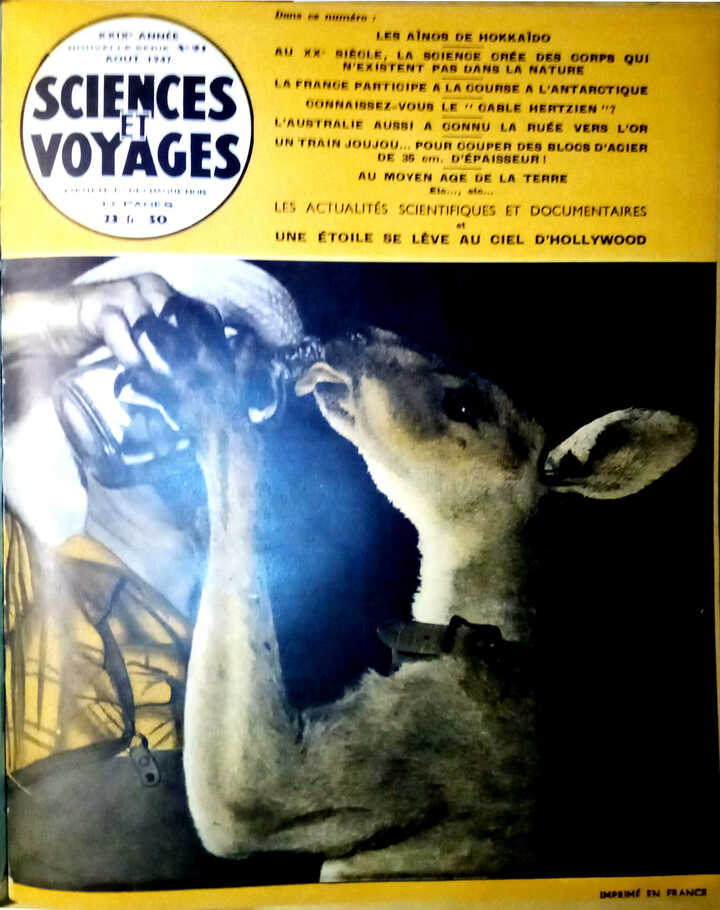 XXIXe ANNÉE
NOUVELLE SÉRIE
AOUT 1947
SCIENCES
ET
VOYAGES
PAGES
Dans ce numéro :
LES AÏNOS DE HOKKAÏDO
AU XXe SIÈCLE, LA SCIENCE CRÉE DES CORPS QUI
N'EXISTENT PAS DANS LA NATURE
LA FRANCE PARTICIPE A LA COURSE A L'ANTARCTIQUE
CONNAISSEZ-VOUS LE " CABLE HERTZIEN "?
L'AUSTRALIE AUSSI A CONNU LA RUÉE VERS L'OR
UN TRAIN JOUJOU... POUR COUPER DES BLOCS D'ACIER
DE 35 cm. D'ÉPAISSEUR !
AU MOYEN AGE DE LA TERRE
Etc..., etc...
LES ACTUALITÉS SCIENTIFIQUES ET DOCUMENTAIRES
et
UNE ÉTOILE SE LÈVE AU CIEL D'HOLLYWOOD
IMPRIMÉ EN FRANCE